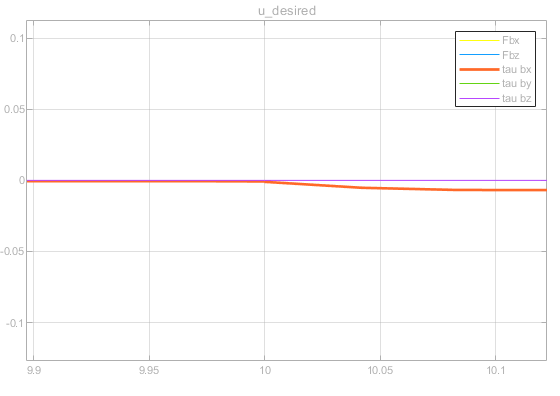 u_desired
0.1
0.05
0
-0.05
-0.1
9.9
9.95
10
10.05
10.1
Fbx
Fbz
tau bx
tau by
tau bz